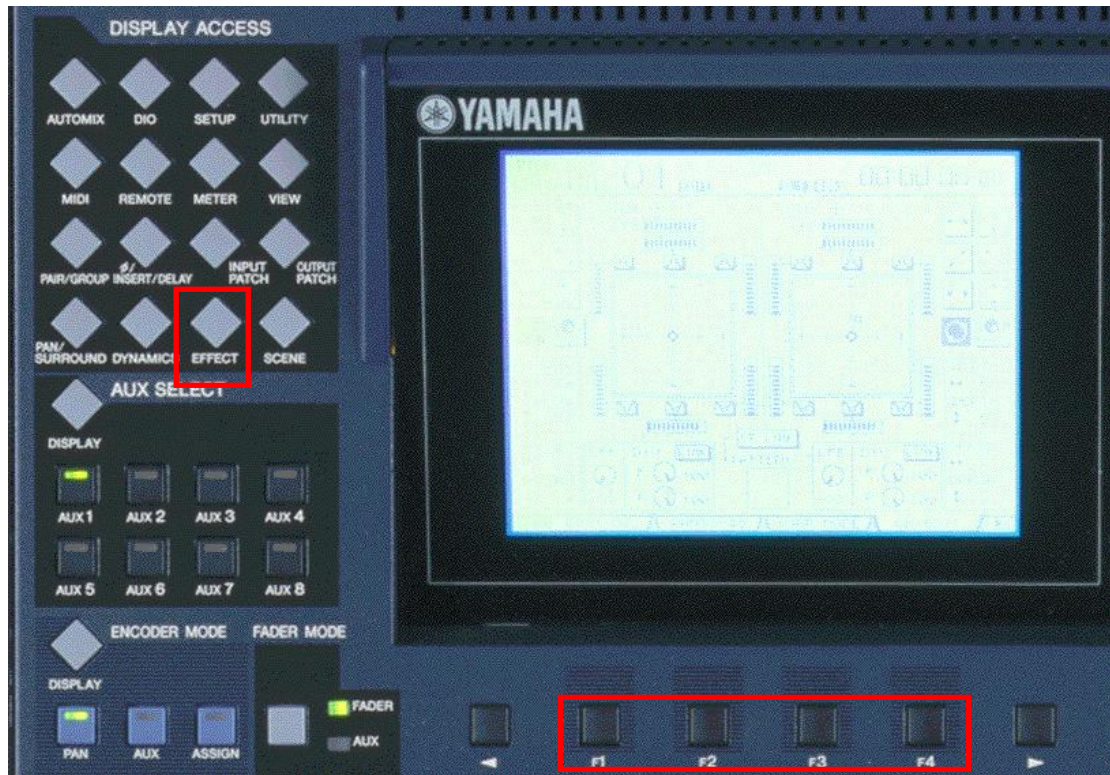 DISPLAY ACCESS
AUTOMIX DIO SETUP UTILITY
MIDI REMOTE METER VIEW
PAIR/GROUP ø/INSERT/DELAY INPUT PATCH OUTPUT PATCH
PAN/SURROUND DYNAMICS EFFECT SCENE
AUX SELECT
DISPLAY
AUX 1 AUX 2 AUX 3 AUX 4
AUX 5 AUX 6 AUX 7 AUX 8
ENCODER MODE FADER MODE
DISPLAY
FADER
AUX
PAN AUX ASSIGN
YAMAHA
F1 F2 F3 F4